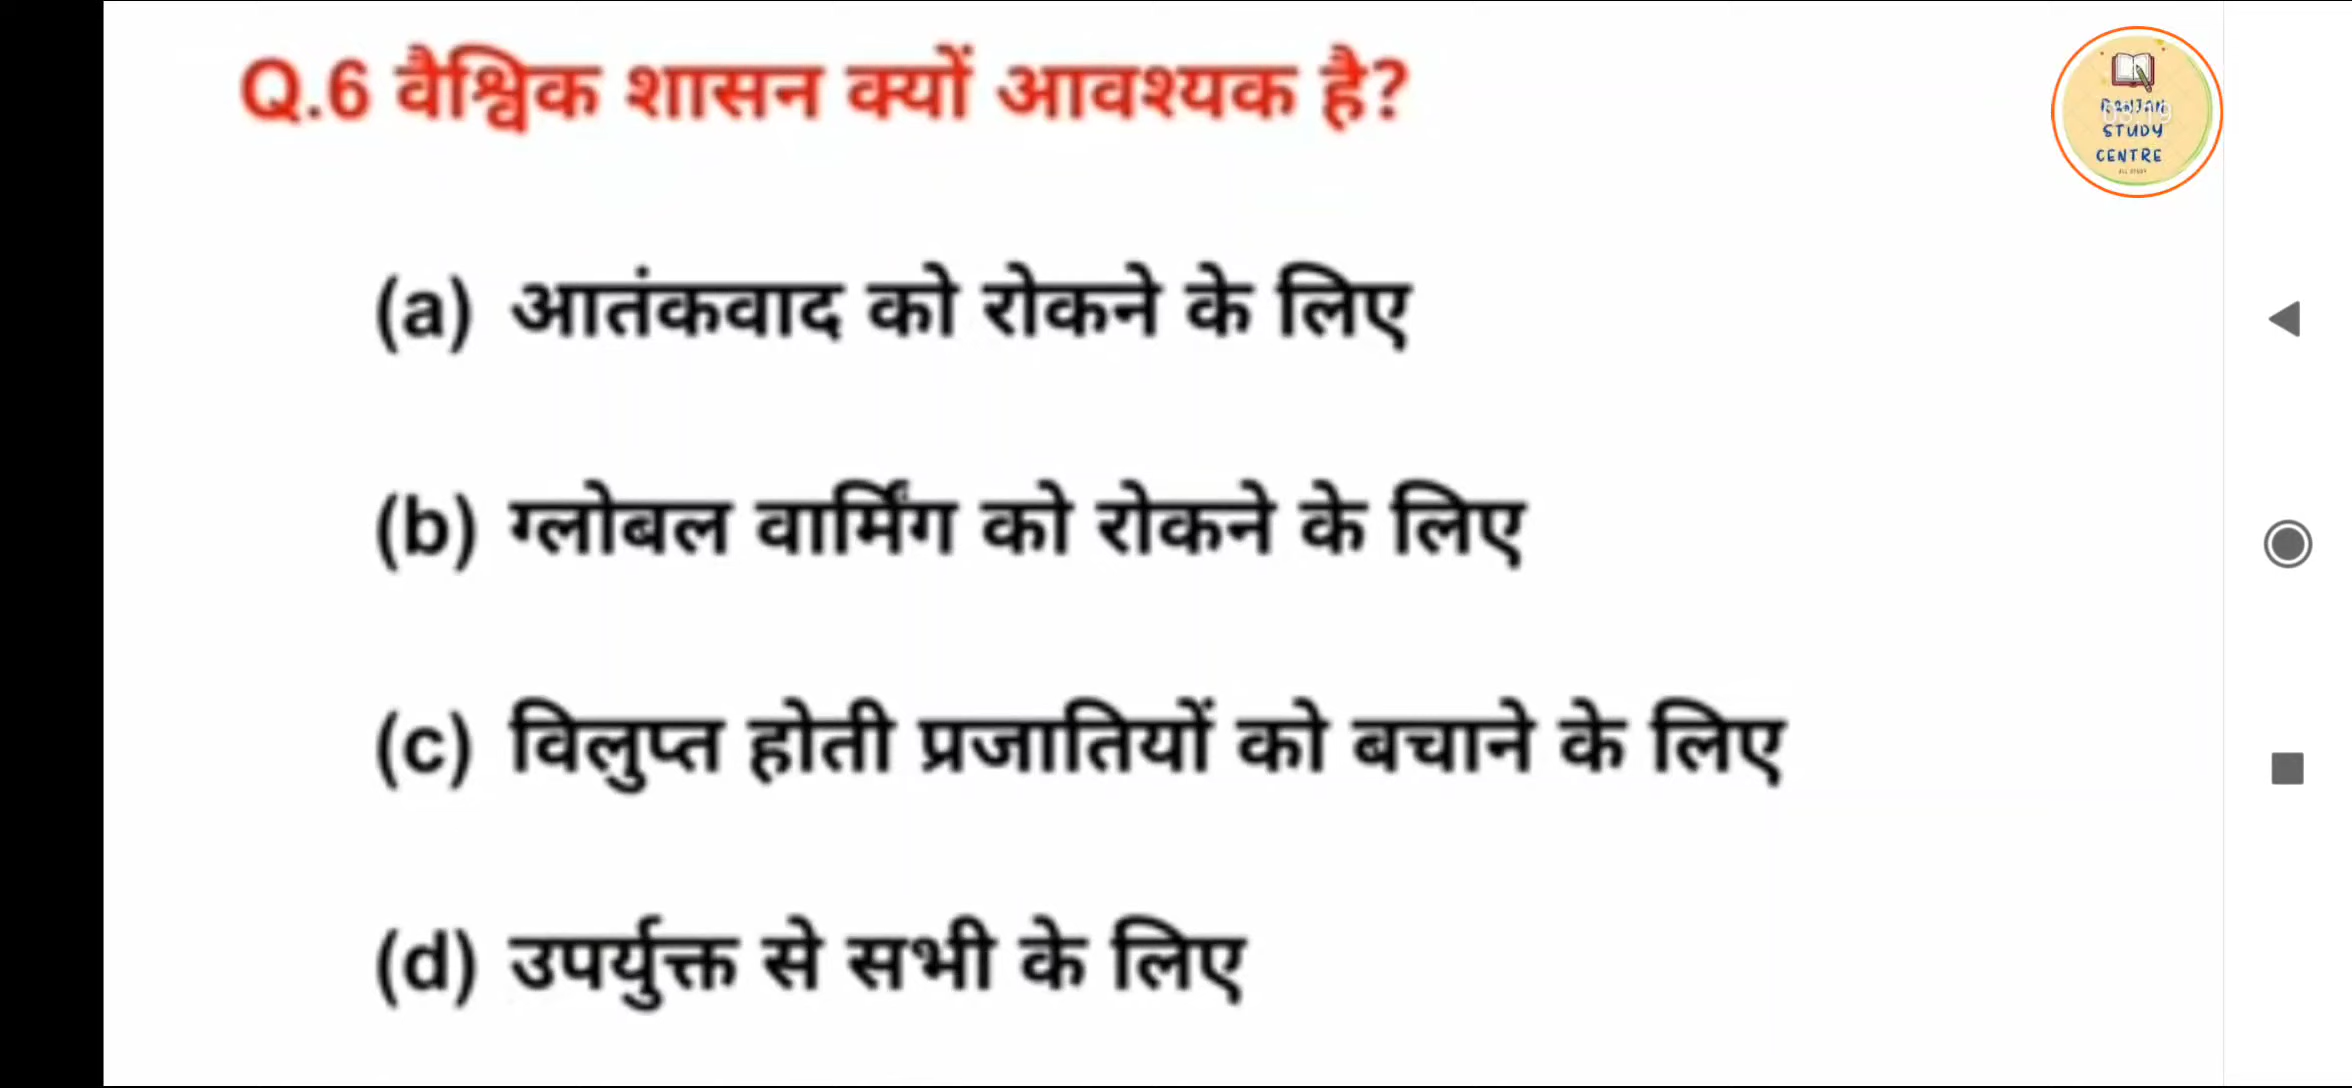 Q.6 वैश्विक शासन क्यों आवश्यक है?
(a) आतंकवाद को रोकने के लिए
(b) ग्लोबल वार्मिंग को रोकने के लिए
(c) विलुप्त होती प्रजातियों को बचाने के लिए
(d) उपर्युक्त से सभी के लिए
STUDY
CENTRE